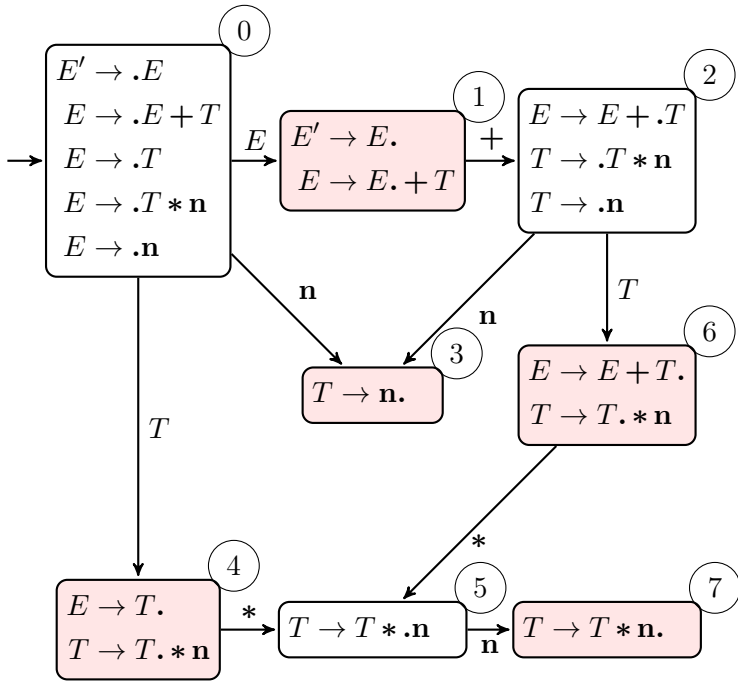 0
E′ → .E
E → .E + T
E → .T
E → .T * n
E → .n
E
1
E′ → E.
E → E. + T
+
2
E → E + .T
T → .T * n
T → .n
n
n
T
3
T → n.
6
E → E + T.
T → T. * n
T
*
4
E → T.
T → T. * n
*
5
T → T * .n
n
7
T → T * n.